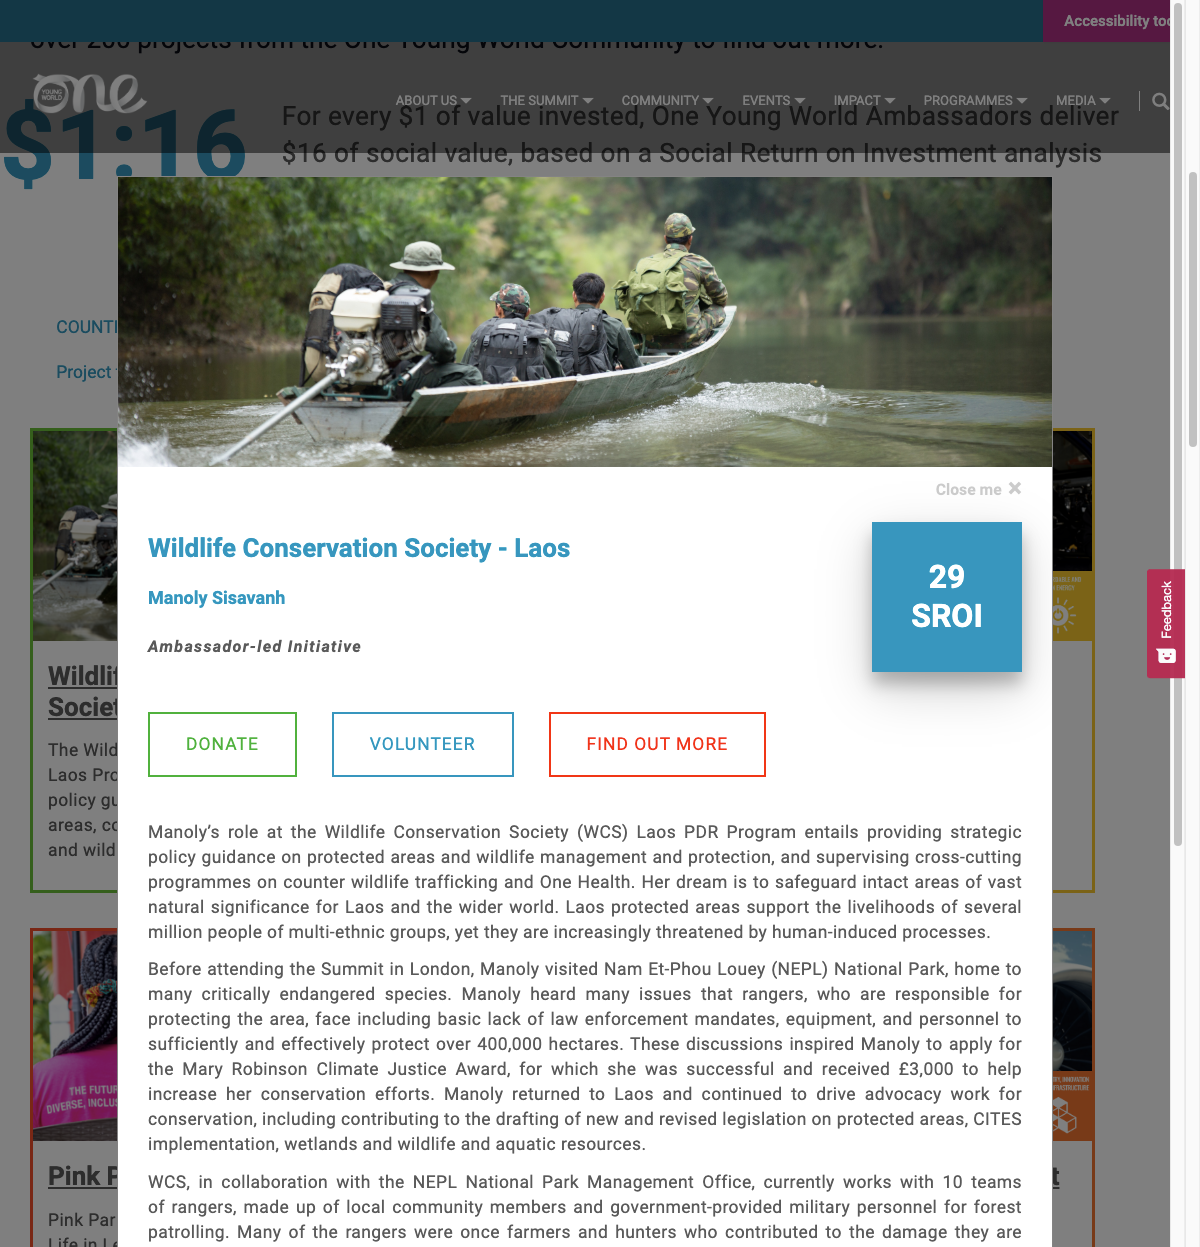 Accessibility too
over 200 projects from the One Young World Community to find out more.
YOUNG WORLD
one
ABOUT US
THE SUMMIT
COMMUNITY
EVENTS
IMPACT
PROGRAMMES
MEDIA
$1:16
For every $1 of value invested, One Young World Ambassadors deliver
$16 of social value, based on a Social Return on Investment analysis
COUNT
Project
Close me
Wildlife Conservation Society - Laos
29
SROI
Manoly Sisavanh
Ambassador-led Initiative
DONATE
VOLUNTEER
FIND OUT MORE
Feedback
Manoly's role at the Wildlife Conservation Society (WCS) Laos PDR Program entails providing strategic
policy guidance on protected areas and wildlife management and protection, and supervising cross-cutting
programmes on counter wildlife trafficking and One Health. Her dream is to safeguard intact areas of vast
natural significance for Laos and the wider world. Laos protected areas support the livelihoods of several
million people of multi-ethnic groups, yet they are increasingly threatened by human-induced processes.
Before attending the Summit in London, Manoly visited Nam Et-Phou Louey (NEPL) National Park, home to
many critically endangered species. Manoly heard many issues that rangers, who are responsible for
protecting the area, face including basic lack of law enforcement mandates, equipment, and personnel to
sufficiently and effectively protect over 400,000 hectares. These discussions inspired Manoly to apply for
the Mary Robinson Climate Justice Award, for which she was successful and received £3,000 to help
increase her conservation efforts. Manoly returned to Laos and continued to drive advocacy work for
conservation, including contributing to the drafting of new and revised legislation on protected areas, CITES
implementation, wetlands and wildlife and aquatic resources.
WCS, in collaboration with the NEPL National Park Management Office, currently works with 10 teams
of rangers, made up of local community members and government-provided military personnel for forest
patrolling. Many of the rangers were once farmers and hunters who contributed to the damage they are
Wildlif
Societ
The Wild
Laos Pro
policy gu
areas, co
and wild
THE FUTUR
DIVERSE, INCLUS
Pink P
Pink Par
Life in Le